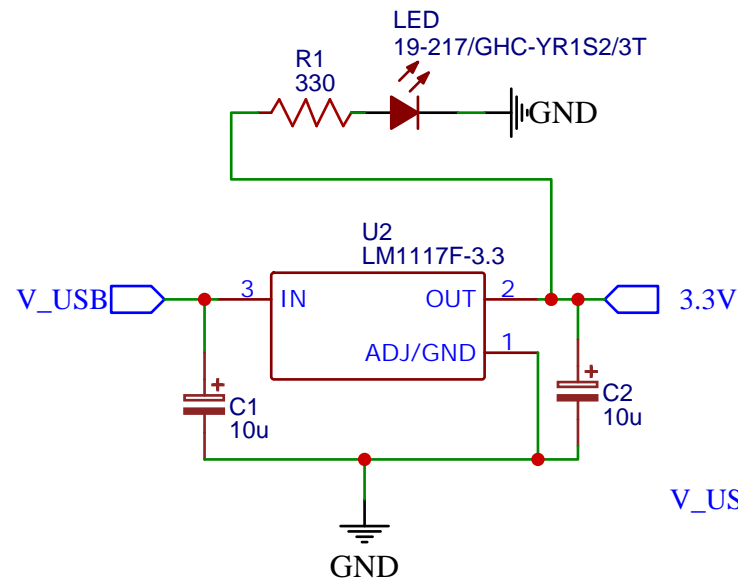 LED
19-217/GHC-YR1S2/3T
R1
330
GND
U2
LM1117F-3.3
V_USB
3
IN
OUT
2
3.3V
ADJ/GND
1
C1
10u
C2
10u
V_US
GND